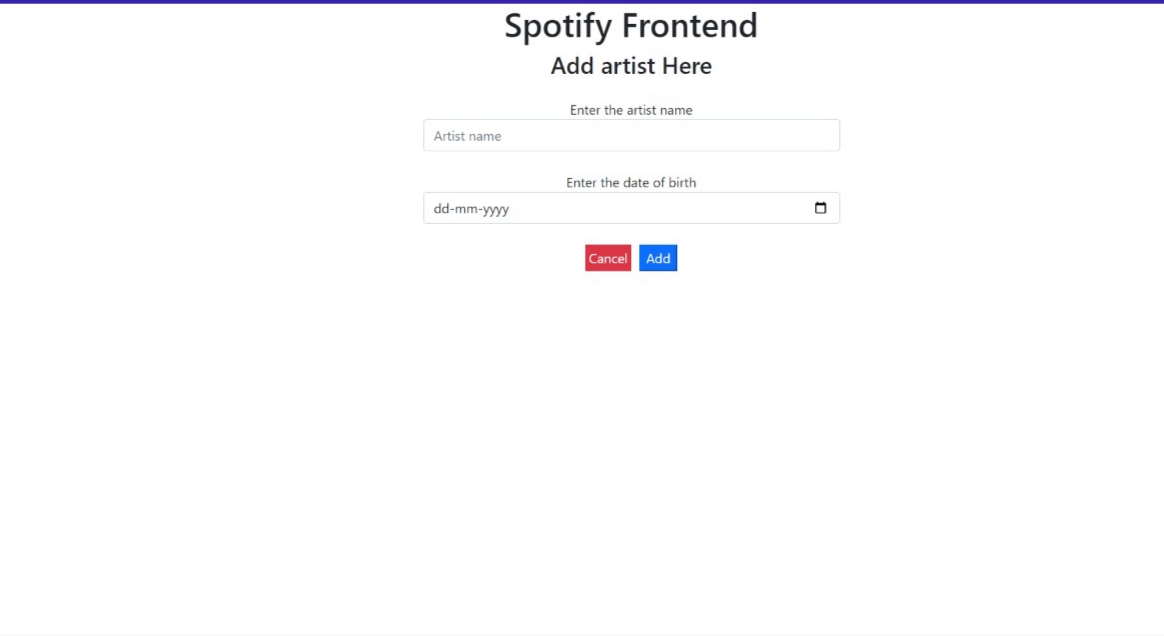 Spotify Frontend
Add artist Here
Enter the artist name
Artist name
Enter the date of birth
dd-mm-yyyy
Cancel Add